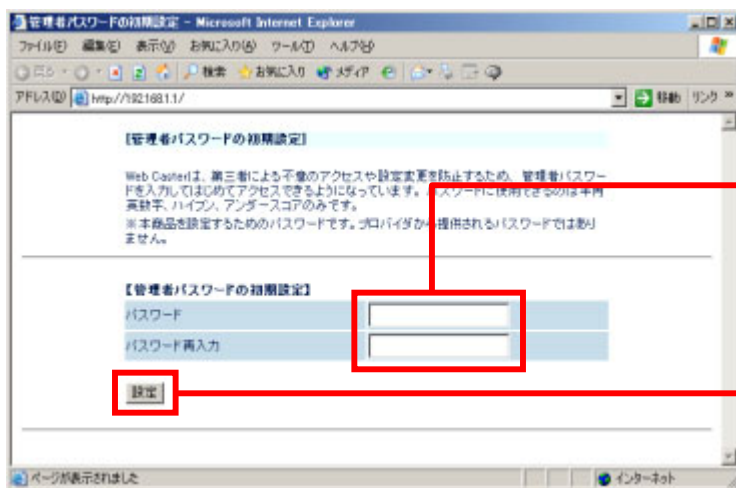 管理者パスワードの初期設定 - Microsoft Internet Explorer
ファイル(F) 編集(E) 表示(V) お気に入り(A) ツール(T) ヘルプ(H)
戻る 検索 お気に入り メディア
アドレス(D) http://192.168.1.1/ 移動 リンク »
[管理者パスワードの初期設定]
Web Casterは、第三者による不意のアクセスや設定変更を防止するため、管理者パスワー
ドを入力してはじめてアクセスできるようになっています。パスワードに使用できるのは半角
英数字、ハイフン、アンダースコアのみです。
※本商品を設定するためのパスワードです。プロバイダから提供されるパスワードではあり
ません。
【管理者パスワードの初期設定】
パスワード
パスワード再入力
設定
ページが表示されました インターネット